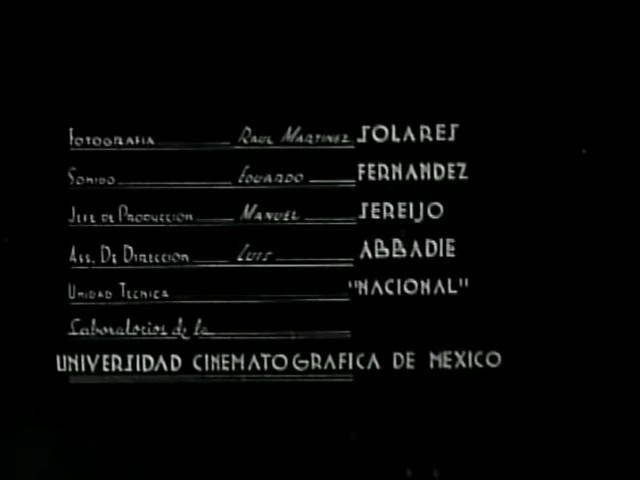 FOTOGRAFIA RAUL MARTINEZ SOLARES
SONIDO EDUARDO FERNANDEZ
JEFE DE PRODUCCION MANUEL SEREIJO
ASS. DE DIRECCION LUIS ABBADIE
UNIDAD TECNICA "NACIONAL"
Laboratorios de la
UNIVERSIDAD CINEMATOGRAFICA DE MEXICO